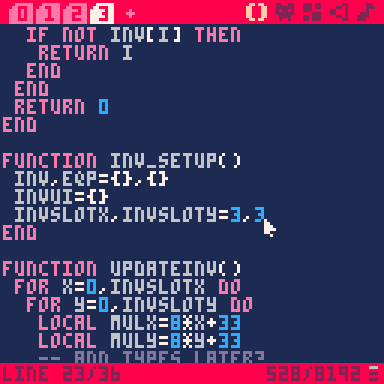 0 1 2 3 +
IF NOT INV[I] THEN
RETURN I
END
END
RETURN 0
END
FUNCTION INV_SETUP()
INV,EQP={},{}
INVUI={}
INVSLOTX,INVSLOTY=3,3
END
FUNCTION UPDATEINV()
FOR X=0,INVSLOTX DO
FOR Y=0,INVSLOTY DO
LOCAL MULX=8*X+33
LOCAL MULY=8*Y+33
-- ADD TYPES LATER?
LINE 23/36 528/8192